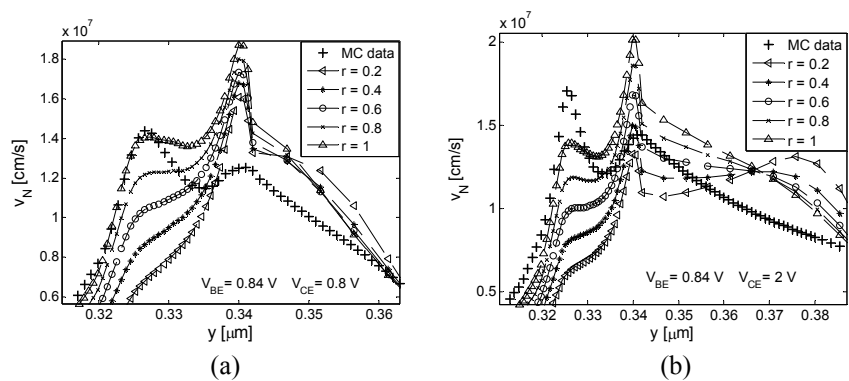 x 10⁷
1.8
1.6
1.4
1.2
1
0.8
0.6
v_N [cm/s]
MC data
r = 0.2
r = 0.4
r = 0.6
r = 0.8
r = 1
V_BE = 0.84 V V_CE = 0.8 V
0.32 0.33 0.34 0.35 0.36
y [μm]
(a)
x 10⁷
2
1.5
1
0.5
v_N [cm/s]
MC data
r = 0.2
r = 0.4
r = 0.6
r = 0.8
r = 1
V_BE = 0.84 V V_CE = 2 V
0.32 0.33 0.34 0.35 0.36 0.37 0.38
y [μm]
(b)